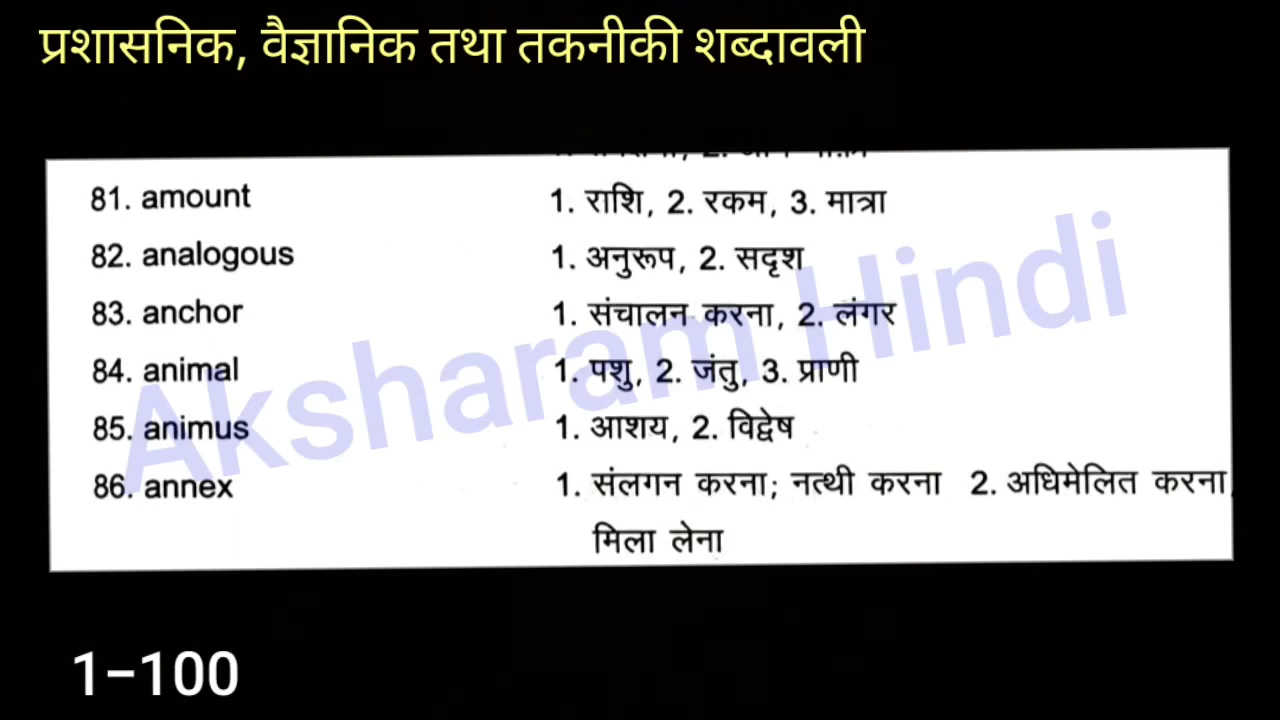 प्रशासनिक, वैज्ञानिक तथा तकनीकी शब्दावली
81. amount 1. राशि, 2. रकम, 3. मात्रा
82. analogous 1. अनुरूप, 2. सदृश
83. anchor 1. संचालन करना, 2. लंगर
84. animal 1. पशु, 2. जंतु, 3. प्राणी
85. animus 1. आशय, 2. विद्वेष
86. annex 1. संलगन करना; नत्थी करना 2. अधिमेलित करना,
मिला लेना
Aksharam Hindi
1-100